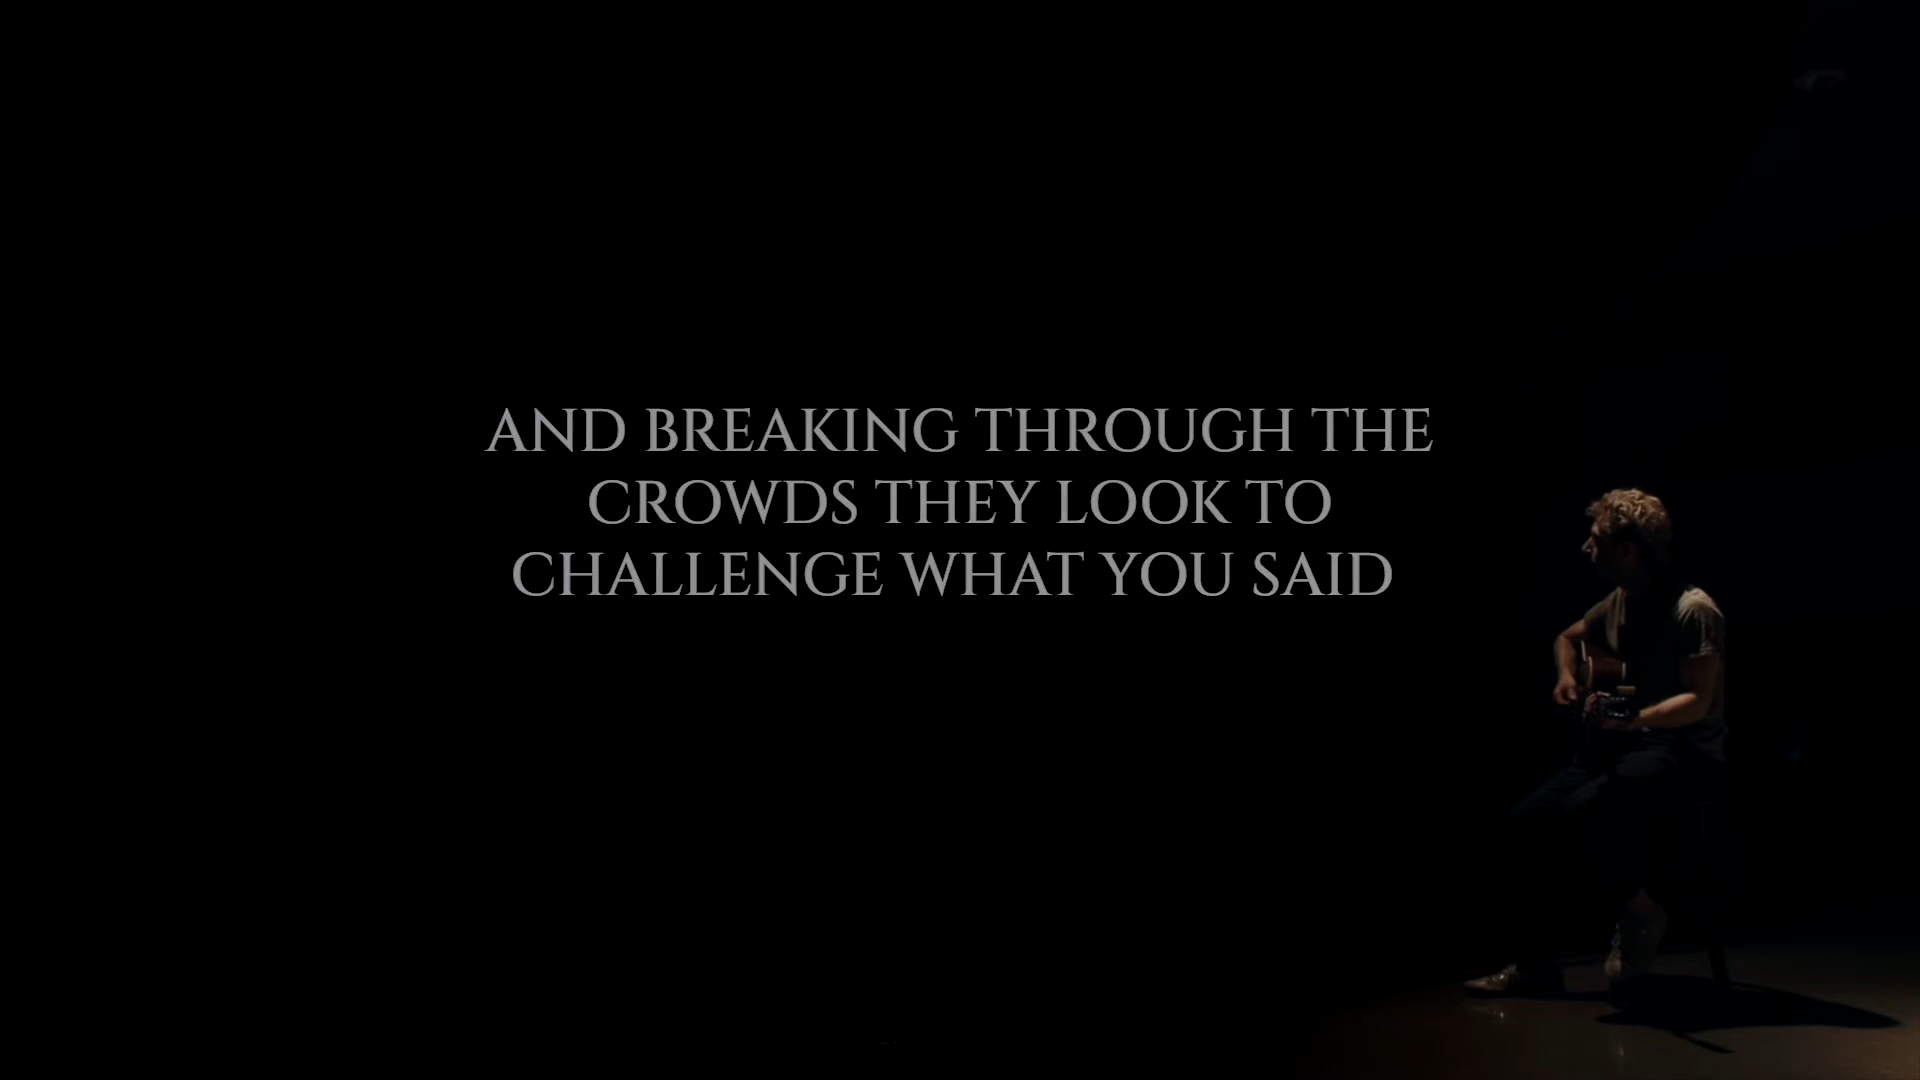 AND BREAKING THROUGH THE
CROWDS THEY LOOK TO
CHALLENGE WHAT YOU SAID